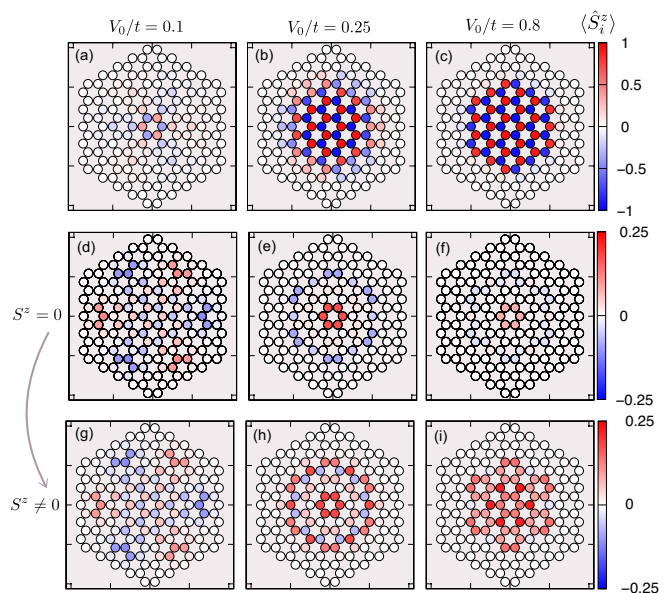 V₀/t = 0.1 V₀/t = 0.25 V₀/t = 0.8 ⟨Ŝᵢᶻ⟩
(a) (b) (c) 1
0.5
0
−0.5
−1
(d) (e) (f) 0.25
Sᶻ = 0 0
−0.25
(g) (h) (i) 0.25
Sᶻ ≠ 0 0
−0.25